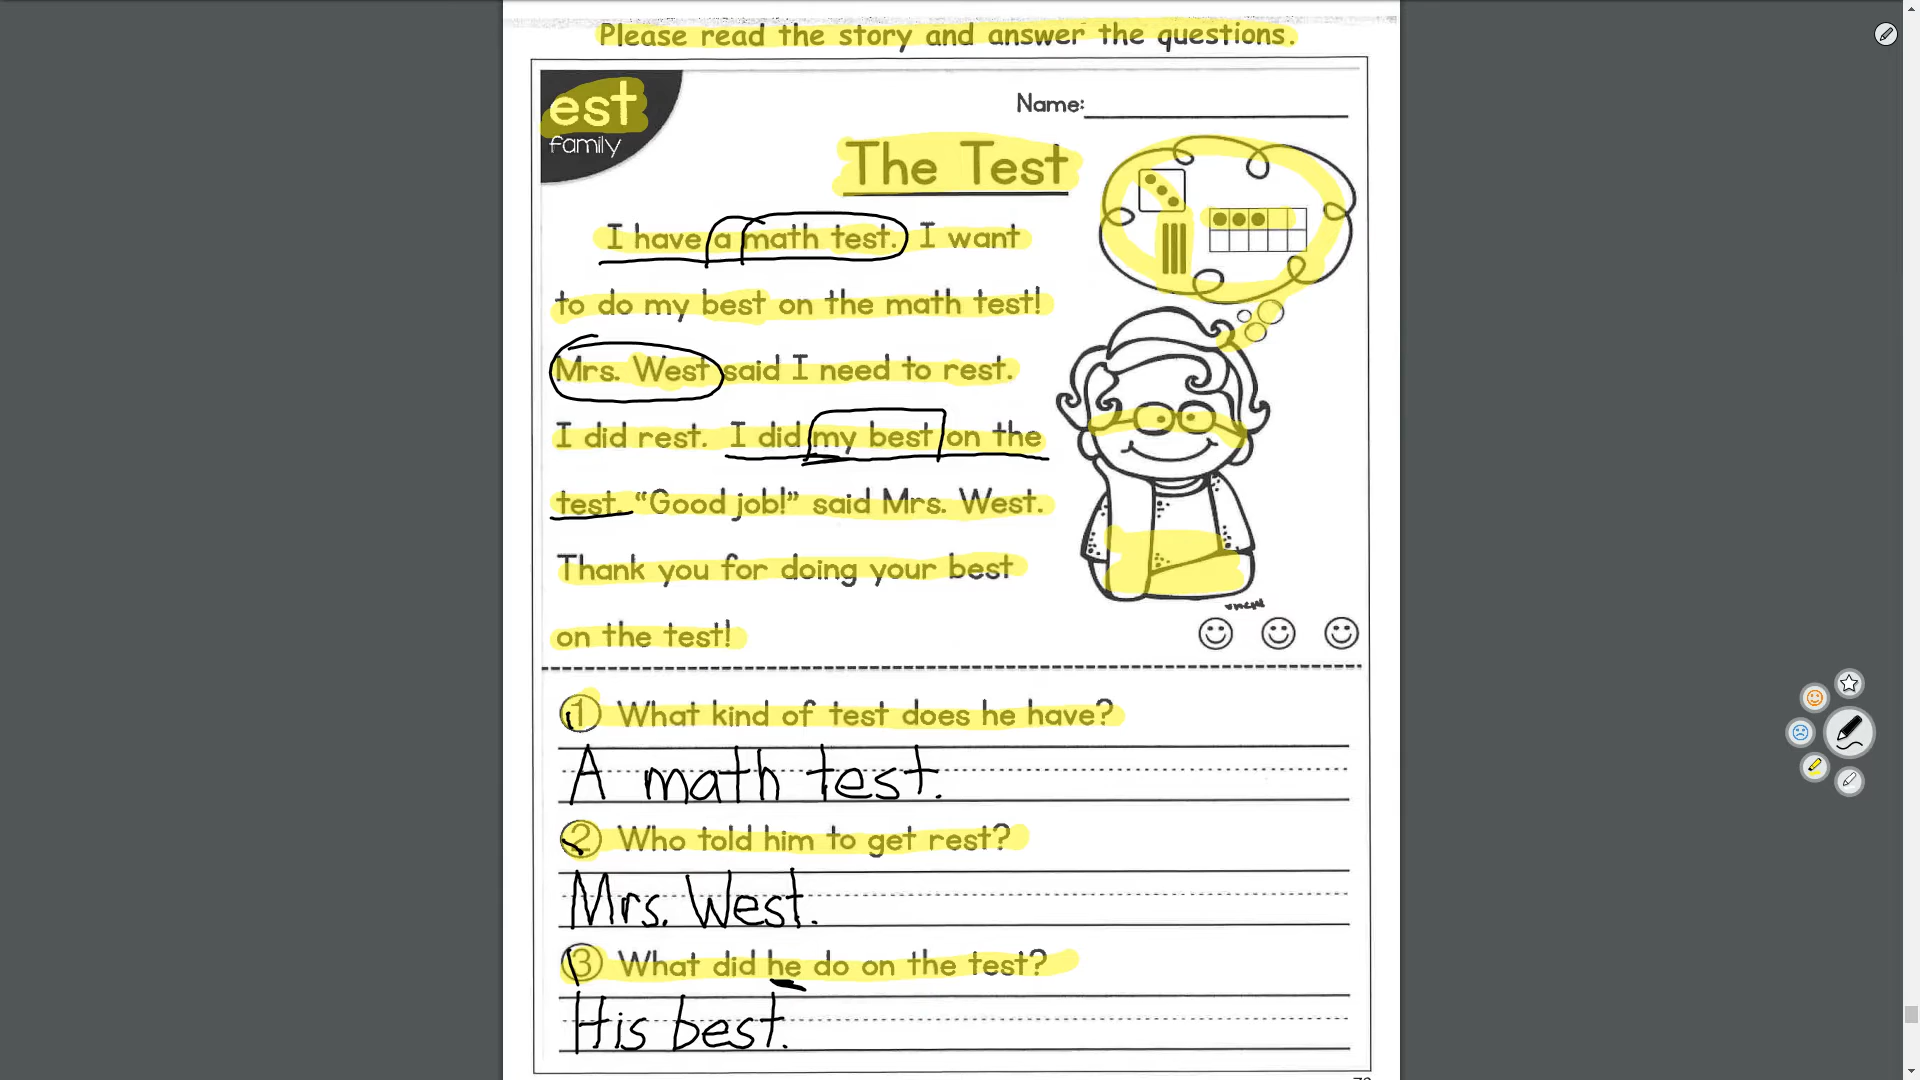 Please read the story and answer the questions.
est
family
Name:
The Test
I have a math test. I want
to do my best on the math test!
Mrs. West said I need to rest.
I did rest. I did my best on the
test. “Good job!” said Mrs. West.
Thank you for doing your best
on the test!
1 What kind of test does he have?
A math test.
2 Who told him to get rest?
Mrs. West.
3 What did he do on the test?
His best.